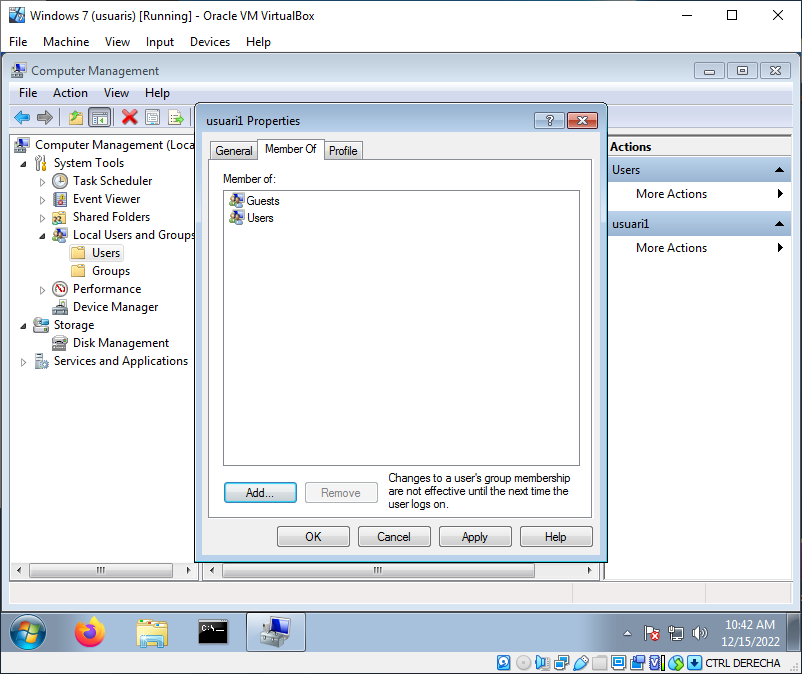 Windows 7 (usuaris) [Running] - Oracle VM VirtualBox
File Machine View Input Devices Help
Computer Management
File Action View Help
Computer Management (Loca
System Tools
Task Scheduler
Event Viewer
Shared Folders
Local Users and Groups
Users
Groups
Performance
Device Manager
Storage
Disk Management
Services and Applications
usuari1 Properties
General Member Of Profile
Member of:
Guests
Users
Add...
Remove
Changes to a user's group membership
are not effective until the next time the
user logs on.
OK Cancel Apply Help
Actions
Users
More Actions
usuari1
More Actions
C:\_
10:42 AM
12/15/2022
CTRL DERECHA